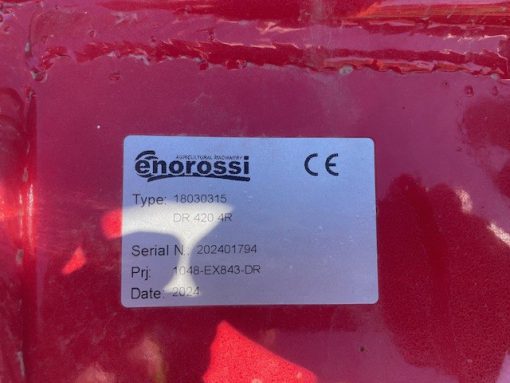 AGRICULTURAL MACHINERY
enorossi
CE
Type: 18030315
DR 420 4R
Serial N.: 202401794
Prj: 1048-EX843-DR
Date: 2024